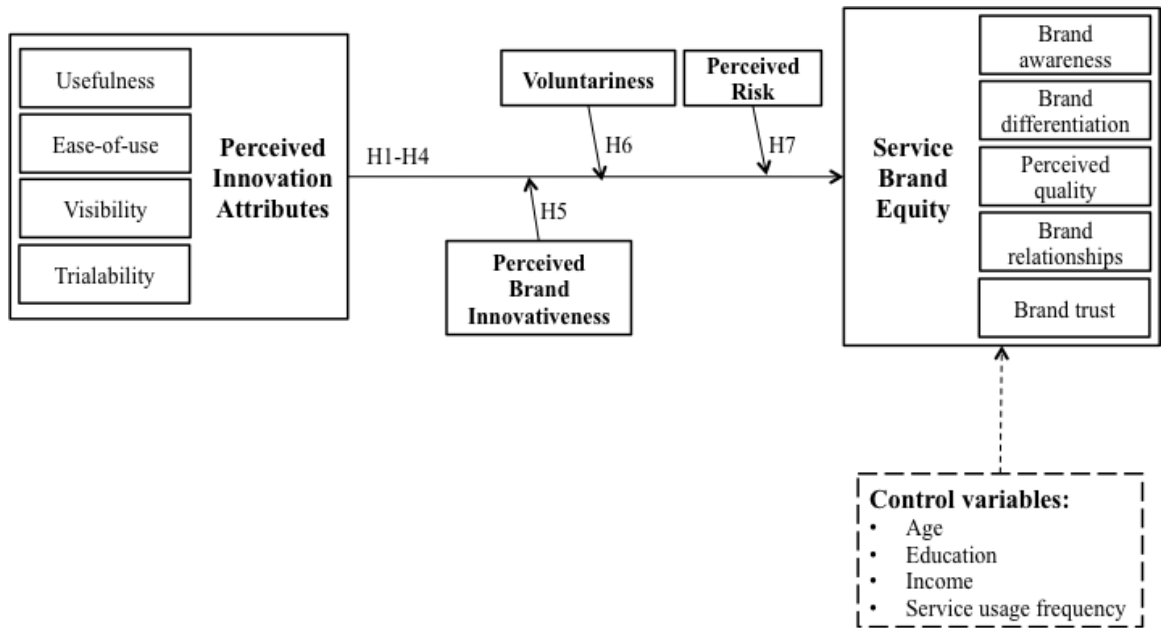 Usefulness
Ease-of-use
Visibility
Trialability
Perceived
Innovation
Attributes
H1-H4
Voluntariness
H6
Perceived
Risk
H7
H5
Perceived
Brand
Innovativeness
Service
Brand
Equity
Brand
awareness
Brand
differentiation
Perceived
quality
Brand
relationships
Brand trust
Control variables:
• Age
• Education
• Income
• Service usage frequency